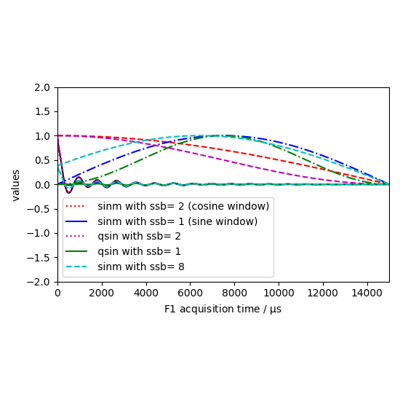 2.0
1.5
1.0
0.5
0.0
−0.5
−1.0
−1.5
−2.0
values
sinm with ssb= 2 (cosine window)
sinm with ssb= 1 (sine window)
qsin with ssb= 2
qsin with ssb= 1
sinm with ssb= 8
0 2000 4000 6000 8000 10000 12000 14000
F1 acquisition time / μs